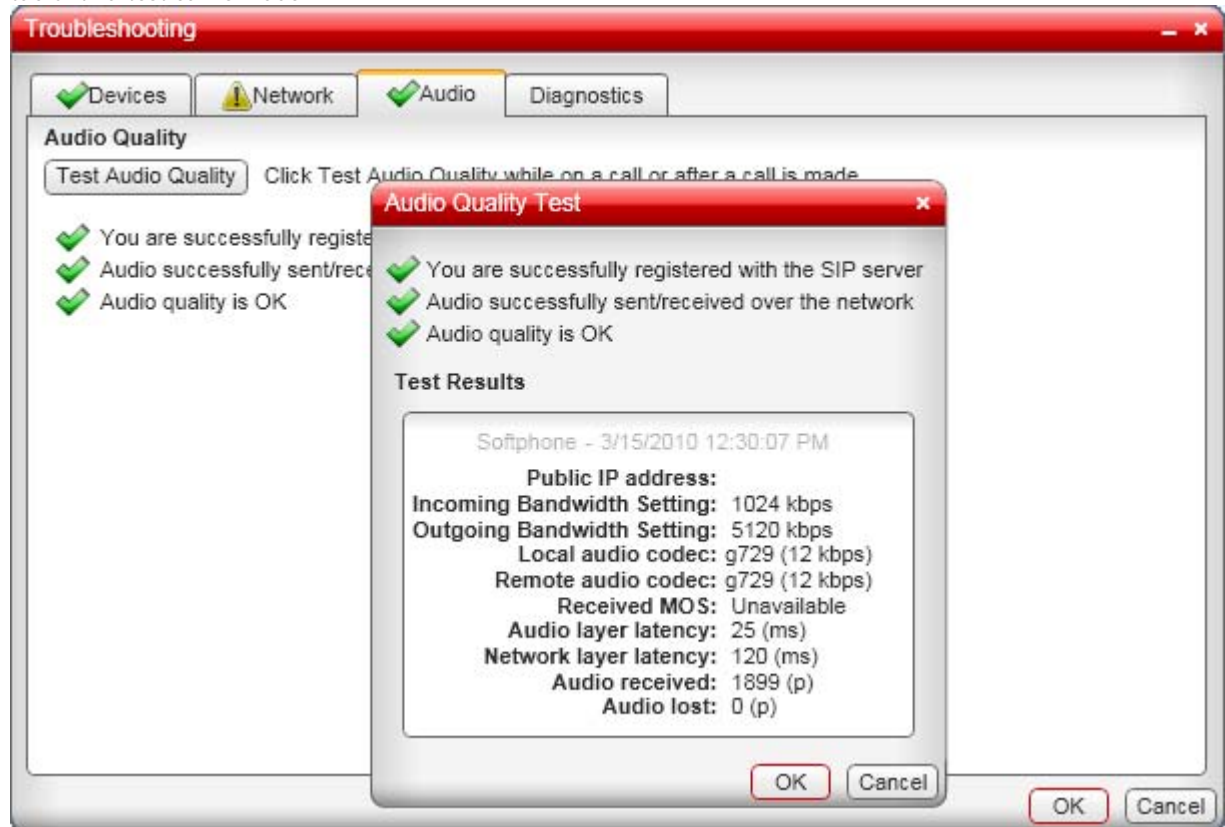 Troubleshooting
Devices Network Audio Diagnostics
Audio Quality
Test Audio Quality Click Test Audio Quality while on a call or after a call is made
You are successfully registe
Audio successfully sent/rece
Audio quality is OK
Audio Quality Test
You are successfully registered with the SIP server
Audio successfully sent/received over the network
Audio quality is OK
Test Results
Softphone - 3/15/2010 12:30:07 PM
Public IP address:
Incoming Bandwidth Setting: 1024 kbps
Outgoing Bandwidth Setting: 5120 kbps
Local audio codec: g729 (12 kbps)
Remote audio codec: g729 (12 kbps)
Received MOS: Unavailable
Audio layer latency: 25 (ms)
Network layer latency: 120 (ms)
Audio received: 1899 (p)
Audio lost: 0 (p)
OK Cancel
OK Cancel